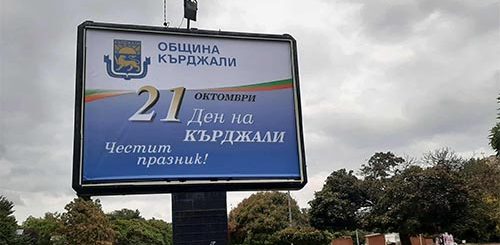 ОБЩИНА
КЪРДЖАЛИ
21 ОКТОМВРИ
Ден на
КЪРДЖАЛИ
Честит
празник!